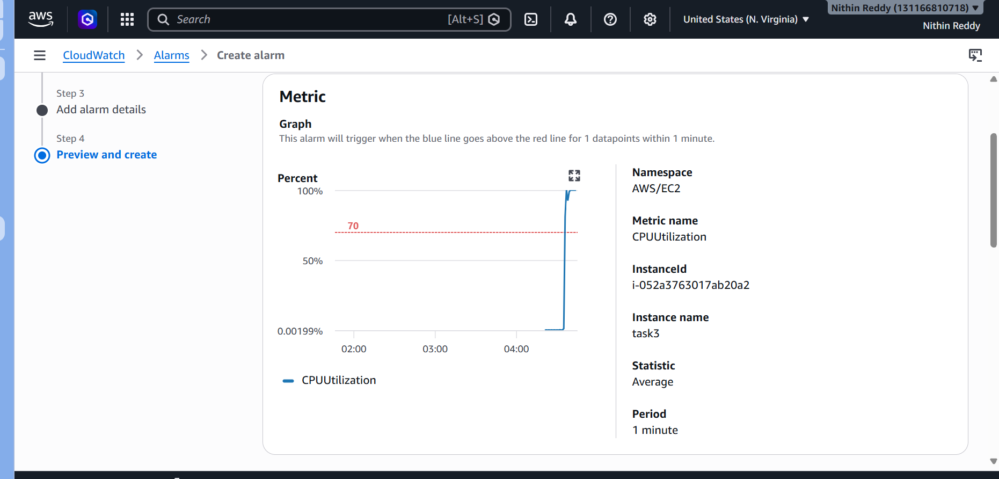 aws
Search
[Alt+S]
United States (N. Virginia)
Nithin Reddy (131166810718)
Nithin Reddy
CloudWatch
Alarms
Create alarm
Step 3
Add alarm details
Step 4
Preview and create
Metric
Graph
This alarm will trigger when the blue line goes above the red line for 1 datapoints within 1 minute.
Percent
100%
70
50%
0.00199%
02:00
03:00
04:00
CPUUtilization
Namespace
AWS/EC2
Metric name
CPUUtilization
InstanceId
i-052a3763017ab20a2
Instance name
task3
Statistic
Average
Period
1 minute